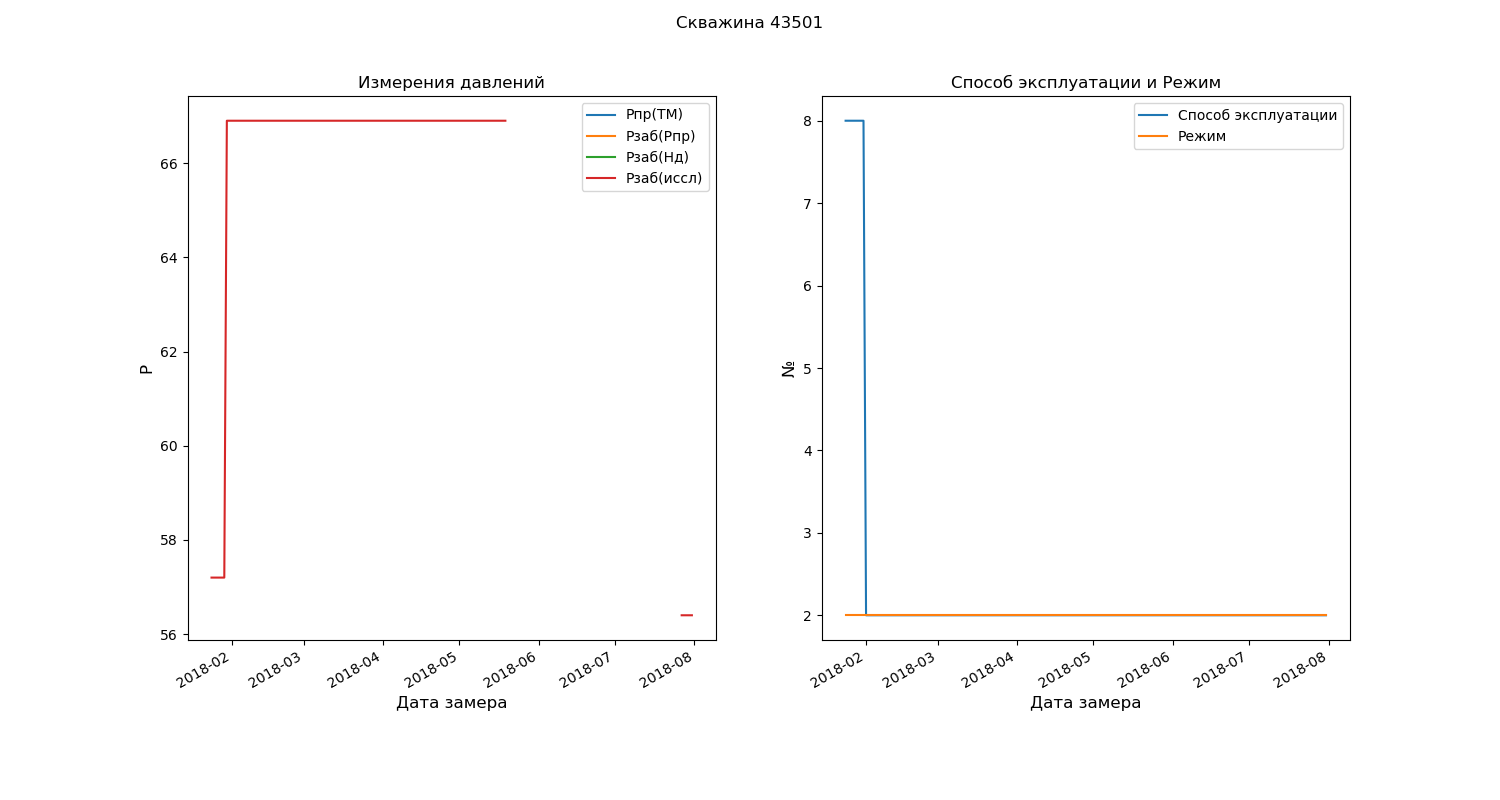 Скважина 43501
Измерения давлений
Рпр(ТМ)
Рзаб(Рпр)
Рзаб(Нд)
Рзаб(иссл)
66
64
62
60
58
56
Р
2018-02
2018-03
2018-04
2018-05
2018-06
2018-07
2018-08
Дата замера
Способ эксплуатации и Режим
Способ эксплуатации
Режим
8
7
6
5
4
3
2
№
2018-02
2018-03
2018-04
2018-05
2018-06
2018-07
2018-08
Дата замера